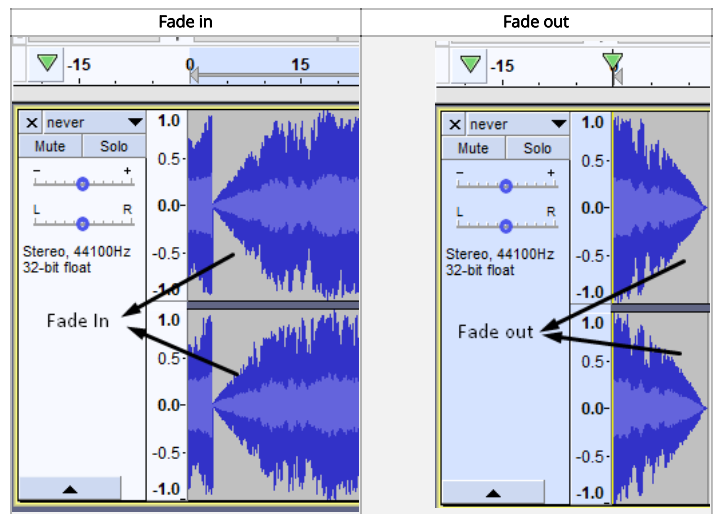 Fade in
Fade out
-15 0 15
-15 0
X never
Mute Solo
- +
L R
Stereo, 44100Hz
32-bit float
1.0
0.5-
0.0-
-0.5-
-1.0
Fade In
1.0
0.5-
0.0-
-0.5-
-1.0
X never
Mute Solo
- +
L R
Stereo, 44100Hz
32-bit float
1.0
0.5-
0.0-
-0.5-
-1.0
Fade out
1.0
0.5-
0.0-
-0.5-
-1.0